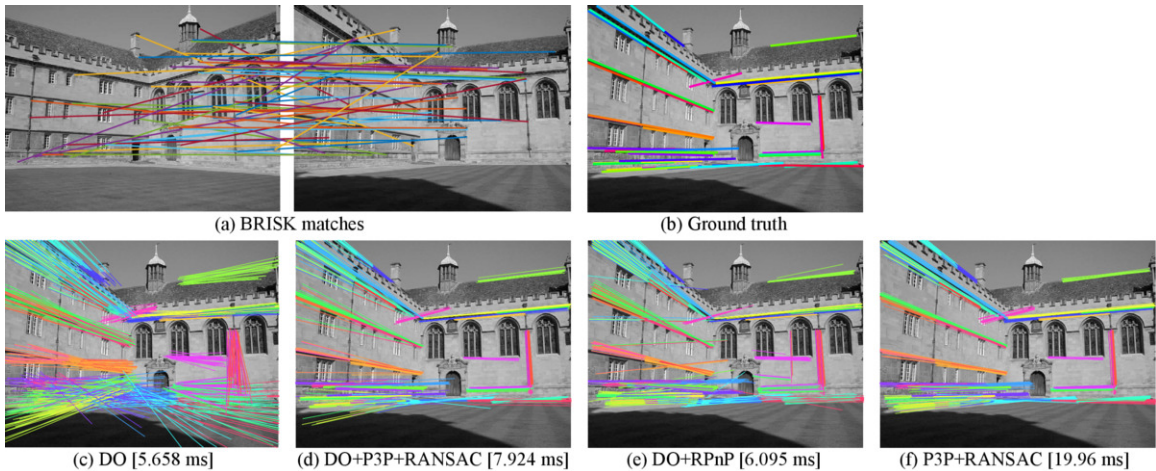 (a) BRISK matches
(b) Ground truth
(c) DO [5.658 ms]
(d) DO+P3P+RANSAC [7.924 ms]
(e) DO+RPnP [6.095 ms]
(f) P3P+RANSAC [19.96 ms]